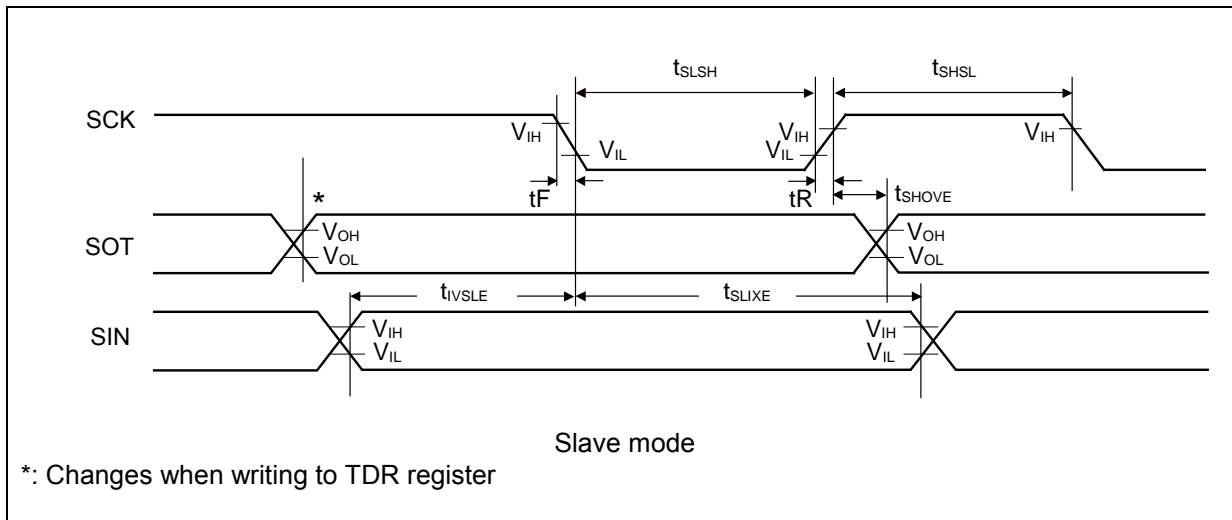 tSLSH
tSHSL
SCK
VIH
VIL
VIL
VIH
VIH
tF
tR
tSHOVE
*
SOT
VOH
VOL
VOH
VOL
tIVSLE
tSLIXE
SIN
VIH
VIL
VIH
VIL
Slave mode
*: Changes when writing to TDR register